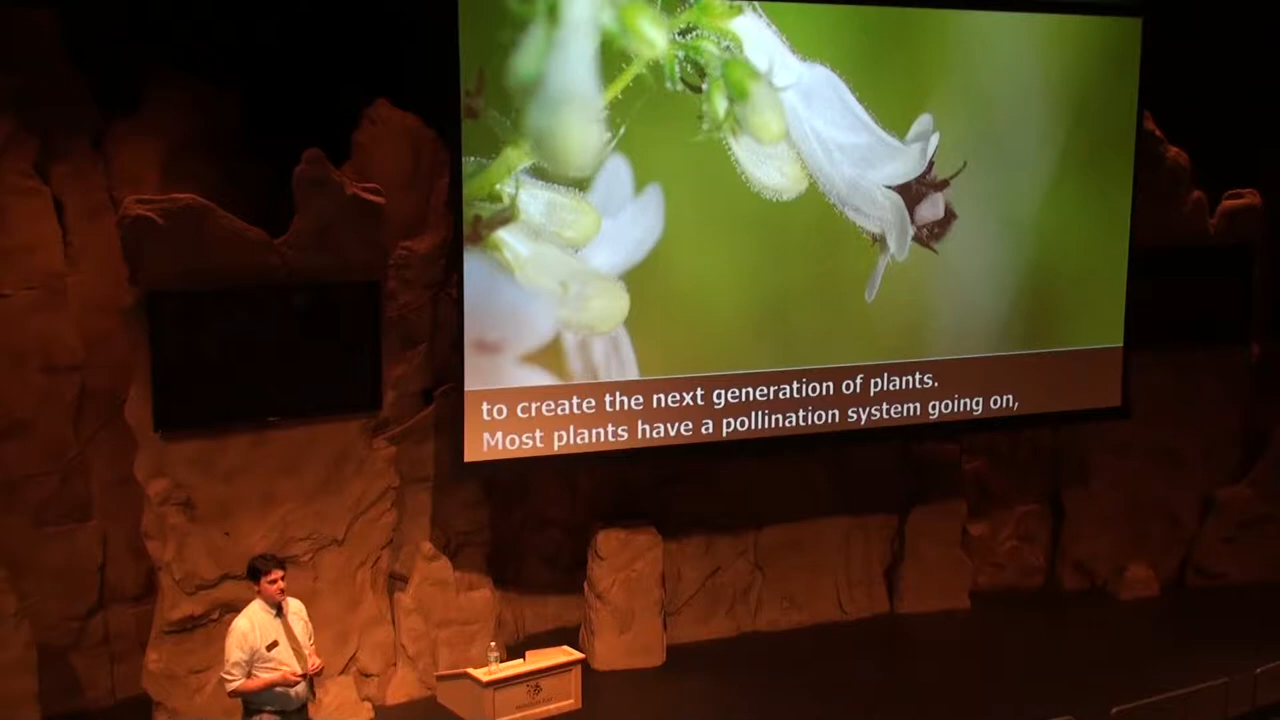 to create the next generation of plants.
Most plants have a pollination system going on,